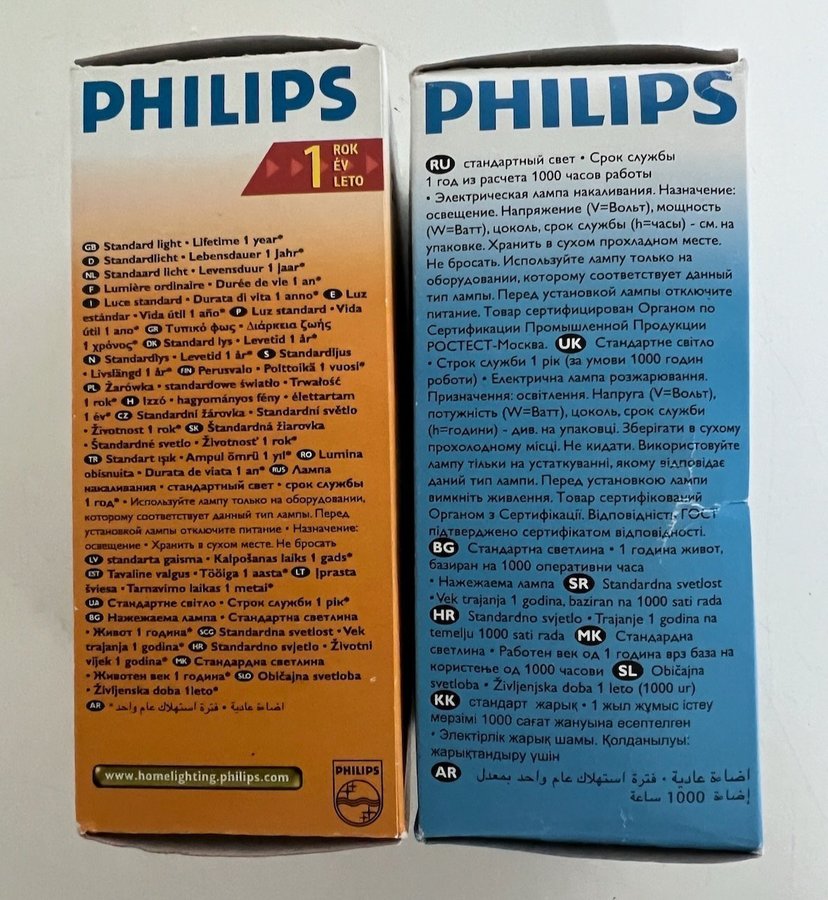 PHILIPS
1 ROK
ÉV
LETO
GB Standard light • Lifetime 1 year*
D Standardlicht • Lebensdauer 1 Jahr*
NL Standaard licht • Levensduur 1 jaar*
F Lumière ordinaire • Durée de vie 1 an*
I Luce standard • Durata di vita 1 anno* E Luz
estándar • Vida útil 1 año* P Luz standard • Vida
útil 1 ano* GR Τυπικό φως • Διάρκεια ζωής
1 χρόνος* DK Standard lys • Levetid 1 år*
N Standardlys • Levetid 1 år* S Standardljus
• Livslängd 1 år* FIN Perusvalo • Polttoikä 1 vuosi*
PL Żarówka • standardowe światło • Trwałość
1 rok* H Izzó • hagyományos fény • élettartam
1 év* CZ Standardní žárovka • Standardní světlo
• Životnost 1 rok* SK Štandardná žiarovka
• Štandardné svetlo • Životnosť 1 rok*
TR Standart ışık • Ampul ömrü 1 yıl* RO Lumina
obisnuita • Durata de viata 1 an* RUS Лампа
накаливания • стандартный свет • срок службы
1 год* • Используйте лампу только на оборудовании,
которому соответствует данный тип лампы. Перед
установкой лампы отключите питание • Назначение:
освещение • Хранить в сухом месте. Не бросать
LV standarta gaisma • Kalpošanas laiks 1 gads*
EST Tavaline valgus • Tööiga 1 aasta* LT Įprasta
šviesa • Tarnavimo laikas 1 metai*
UA Стандартне світло • Строк служби 1 рік*
BG Нажежаема лампа • Стандартна светлина
• Живот 1 година* SCG Standardna svetlost • Vek
trajanja 1 godina* HR Standardno svjetlo • Životni
vijek 1 godina* MK Стандардна светлина
• Животен век 1 година* SLO Običajna svetloba
• Življenska doba 1leto*
AR اضاءة عادية • فترة استهلاك عام واحد*
www.homelighting.philips.com
PHILIPS
PHILIPS
RU стандартный свет • Срок службы
1 год из расчета 1000 часов работы
• Электрическая лампа накаливания. Назначение:
освещение. Напряжение (V=Вольт), мощность
(W=Ватт), цоколь, срок службы (h=часы) - см. на
упаковке. Хранить в сухом прохладном месте.
Не бросать. Используйте лампу только на
оборудовании, которому соответствует данный
тип лампы. Перед установкой лампы отключите
питание. Товар сертифицирован Органом по
Сертификации Промышленной Продукции
РОСТЕСТ-Москва. UK Стандартне світло
• Строк служби 1 рік (за умови 1000 годин
роботи) • Електрична лампа розжарювання.
Призначення: освітлення. Напруга (V=Вольт),
потужність (W=Ватт), цоколь, срок служби
(h=години) - див. на упаковці. Зберігати в сухому
прохолодному місці. Не кидати. Використовуйте
лампу тільки на устаткуванні, якому відповідає
даний тип лампи. Перед установкою лампи
вимкніть живлення. Товар сертифікований
Органом з Сертифікації. Відповідність ГОСТ
підтверджено сертифікатом відповідності.
BG Стандартна светлина • 1 година живот,
базиран на 1000 оперативни часа
• Нажежаема лампа SR Standardna svetlost
• Vek trajanja 1 godina, baziran na 1000 sati rada
HR Standardno svjetlo • Trajanje 1 godina na
temelju 1000 sati rada MK Стандардна
светлина • Работен век од 1 година врз база на
користење од 1000 часови SL Običajna
svetloba • Življenjska doba 1 leto (1000 ur)
KK стандарт жарық • 1 жыл жұмыс істеу
мерзімі 1000 сағат жануына есептелген
• Электірлік жарық шамы. Қолданылуы:
жарықтандыру үшін
AR اضاءة عادية • فترة استهلاك عام واحد بمعدل
إضاءة 1000 ساعة